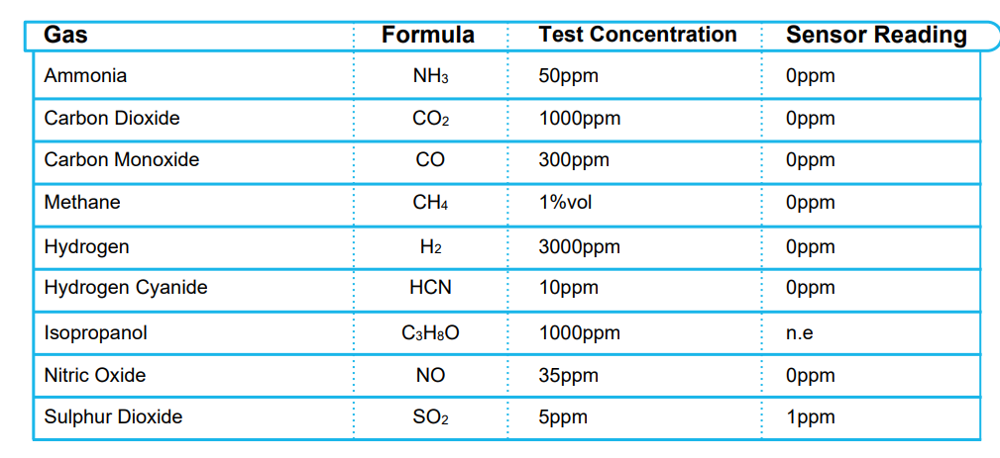 Gas Formula Test Concentration Sensor Reading
Ammonia NH3 50ppm 0ppm
Carbon Dioxide CO2 1000ppm 0ppm
Carbon Monoxide CO 300ppm 0ppm
Methane CH4 1%vol 0ppm
Hydrogen H2 3000ppm 0ppm
Hydrogen Cyanide HCN 10ppm 0ppm
Isopropanol C3H8O 1000ppm n.e
Nitric Oxide NO 35ppm 0ppm
Sulphur Dioxide SO2 5ppm 1ppm